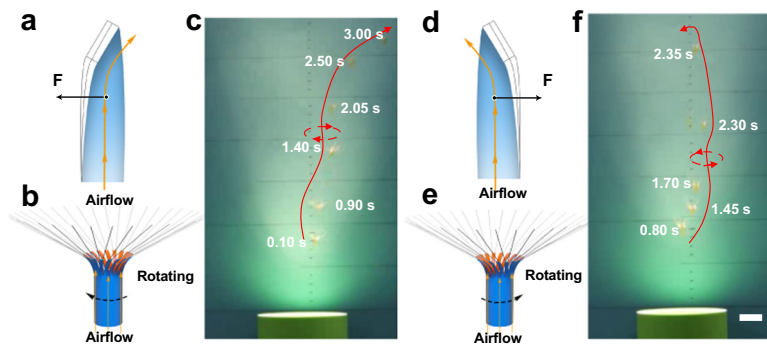 a
F
Airflow
b
Rotating
Airflow
c
3.00 s
2.50 s
2.05 s
1.40 s
0.90 s
0.10 s
d
F
Airflow
e
Rotating
Airflow
f
2.35 s
2.30 s
1.70 s
1.45 s
0.80 s